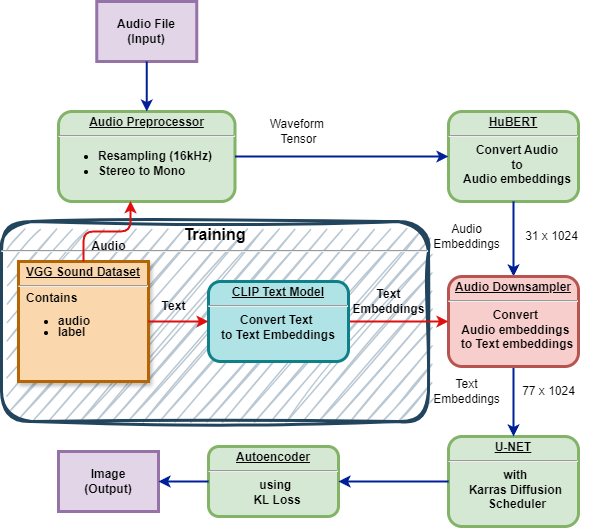 Audio File
(Input)
Audio Preprocessor
• Resampling (16kHz)
• Stereo to Mono
Waveform
Tensor
HuBERT
Convert Audio
to
Audio embeddings
Audio
Embeddings
31 x 1024
Training
Audio
VGG Sound Dataset
Contains
• audio
• label
Text
CLIP Text Model
Convert Text
to Text Embeddings
Text
Embeddings
Audio Downsampler
Convert
Audio embeddings
to Text embeddings
Text
Embeddings
77 x 1024
U-NET
with
Karras Diffusion
Scheduler
Autoencoder
using
KL Loss
Image
(Output)